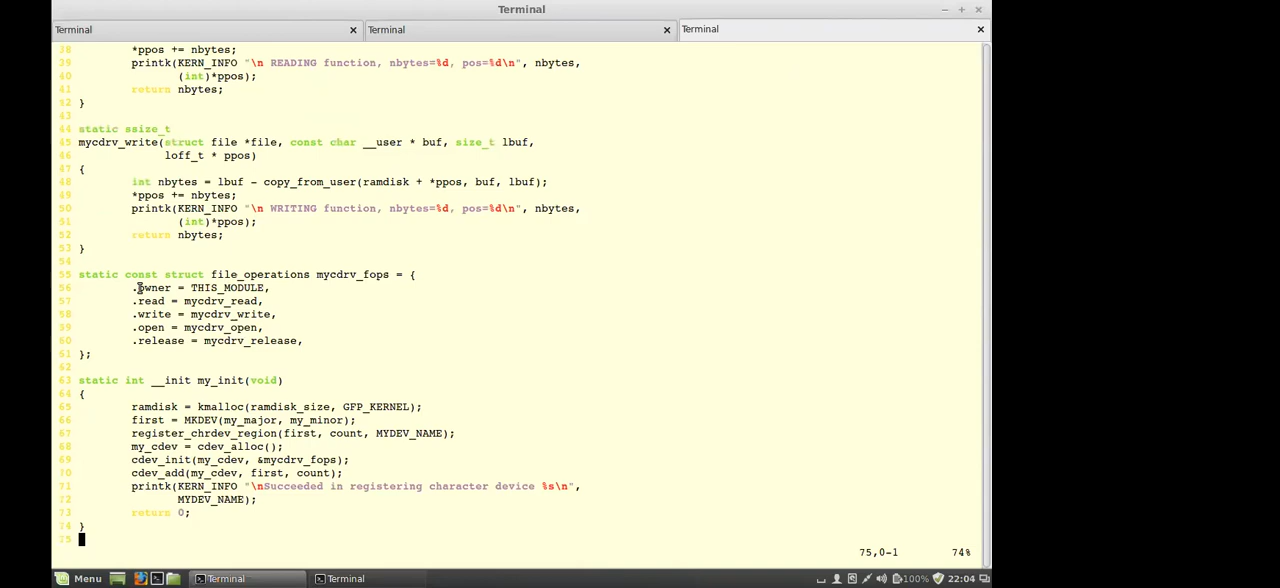 Terminal
Terminal
Terminal
Terminal
38 *ppos += nbytes;
39 printk(KERN_INFO "\n READING function, nbytes=%d, pos=%d\n", nbytes,
40 (int)*ppos);
41 return nbytes;
42 }
43
44 static ssize_t
45 mycdrv_write(struct file *file, const char __user * buf, size_t lbuf,
46 loff_t * ppos)
47 {
48 int nbytes = lbuf - copy_from_user(ramdisk + *ppos, buf, lbuf);
49 *ppos += nbytes;
50 printk(KERN_INFO "\n WRITING function, nbytes=%d, pos=%d\n", nbytes,
51 (int)*ppos);
52 return nbytes;
53 }
54
55 static const struct file_operations mycdrv_fops = {
56 .owner = THIS_MODULE,
57 .read = mycdrv_read,
58 .write = mycdrv_write,
59 .open = mycdrv_open,
60 .release = mycdrv_release,
61 };
62
63 static int __init my_init(void)
64 {
65 ramdisk = kmalloc(ramdisk_size, GFP_KERNEL);
66 first = MKDEV(my_major, my_minor);
67 register_chrdev_region(first, count, MYDEV_NAME);
68 my_cdev = cdev_alloc();
69 cdev_init(my_cdev, &mycdrv_fops);
70 cdev_add(my_cdev, first, count);
71 printk(KERN_INFO "\nSucceeded in registering character device %s\n",
72 MYDEV_NAME);
73 return 0;
74 }
75
75,0-1 74%
Menu Terminal Terminal 100% 22:04